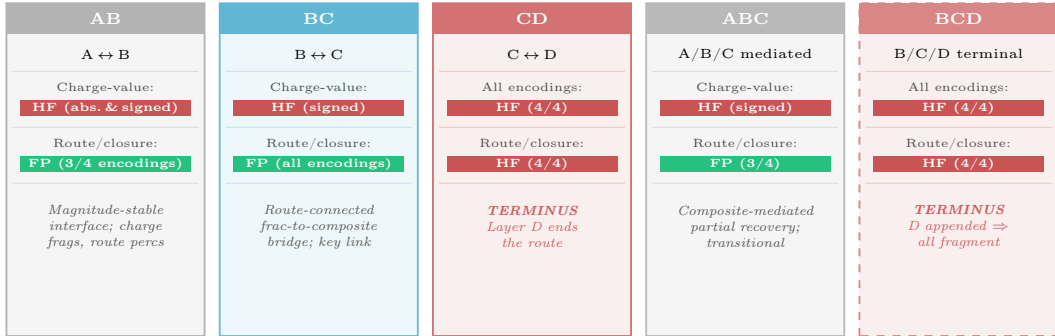 AB
A ↔ B
Charge-value:
HF (abs. & signed)
Route/closure:
FP (3/4 encodings)
Magnitude-stable
interface; charge
frags, route percs
BC
B ↔ C
Charge-value:
HF (signed)
Route/closure:
FP (all encodings)
Route-connected
frac-to-composite
bridge; key link
CD
C ↔ D
All encodings:
HF (4/4)
Route/closure:
HF (4/4)
TERMINUS
Layer D ends
the route
ABC
A/B/C mediated
Charge-value:
HF (signed)
Route/closure:
FP (3/4)
Composite-mediated
partial recovery;
transitional
BCD
B/C/D terminal
All encodings:
HF (4/4)
Route/closure:
HF (4/4)
TERMINUS
D appended ⇒
all fragment